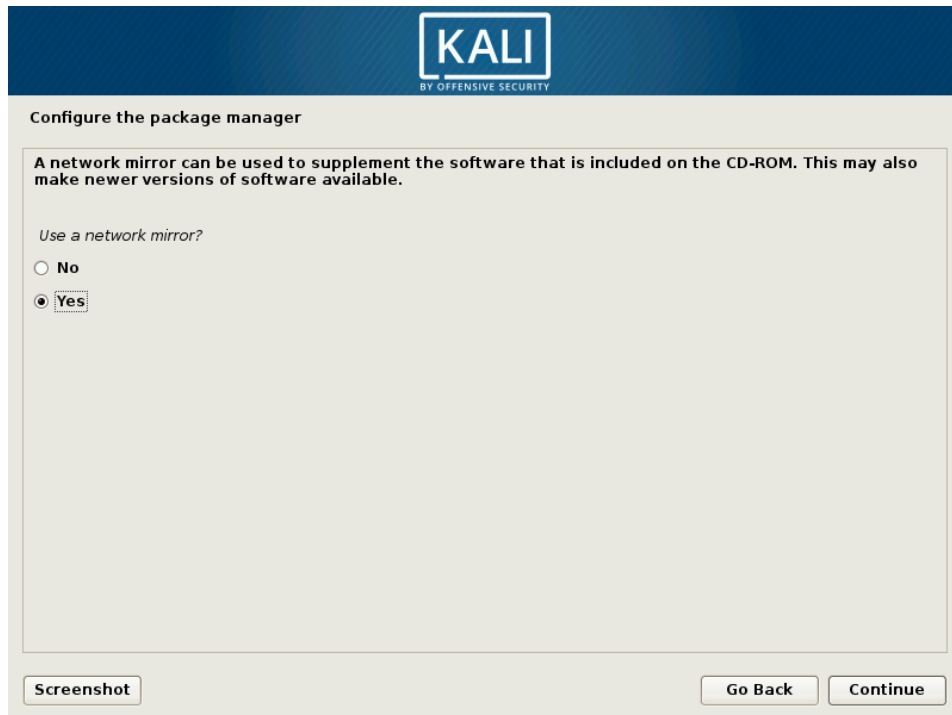 KALI
BY OFFENSIVE SECURITY
Configure the package manager
A network mirror can be used to supplement the software that is included on the CD-ROM. This may also
make newer versions of software available.
Use a network mirror?
No
Yes
Screenshot
Go Back
Continue